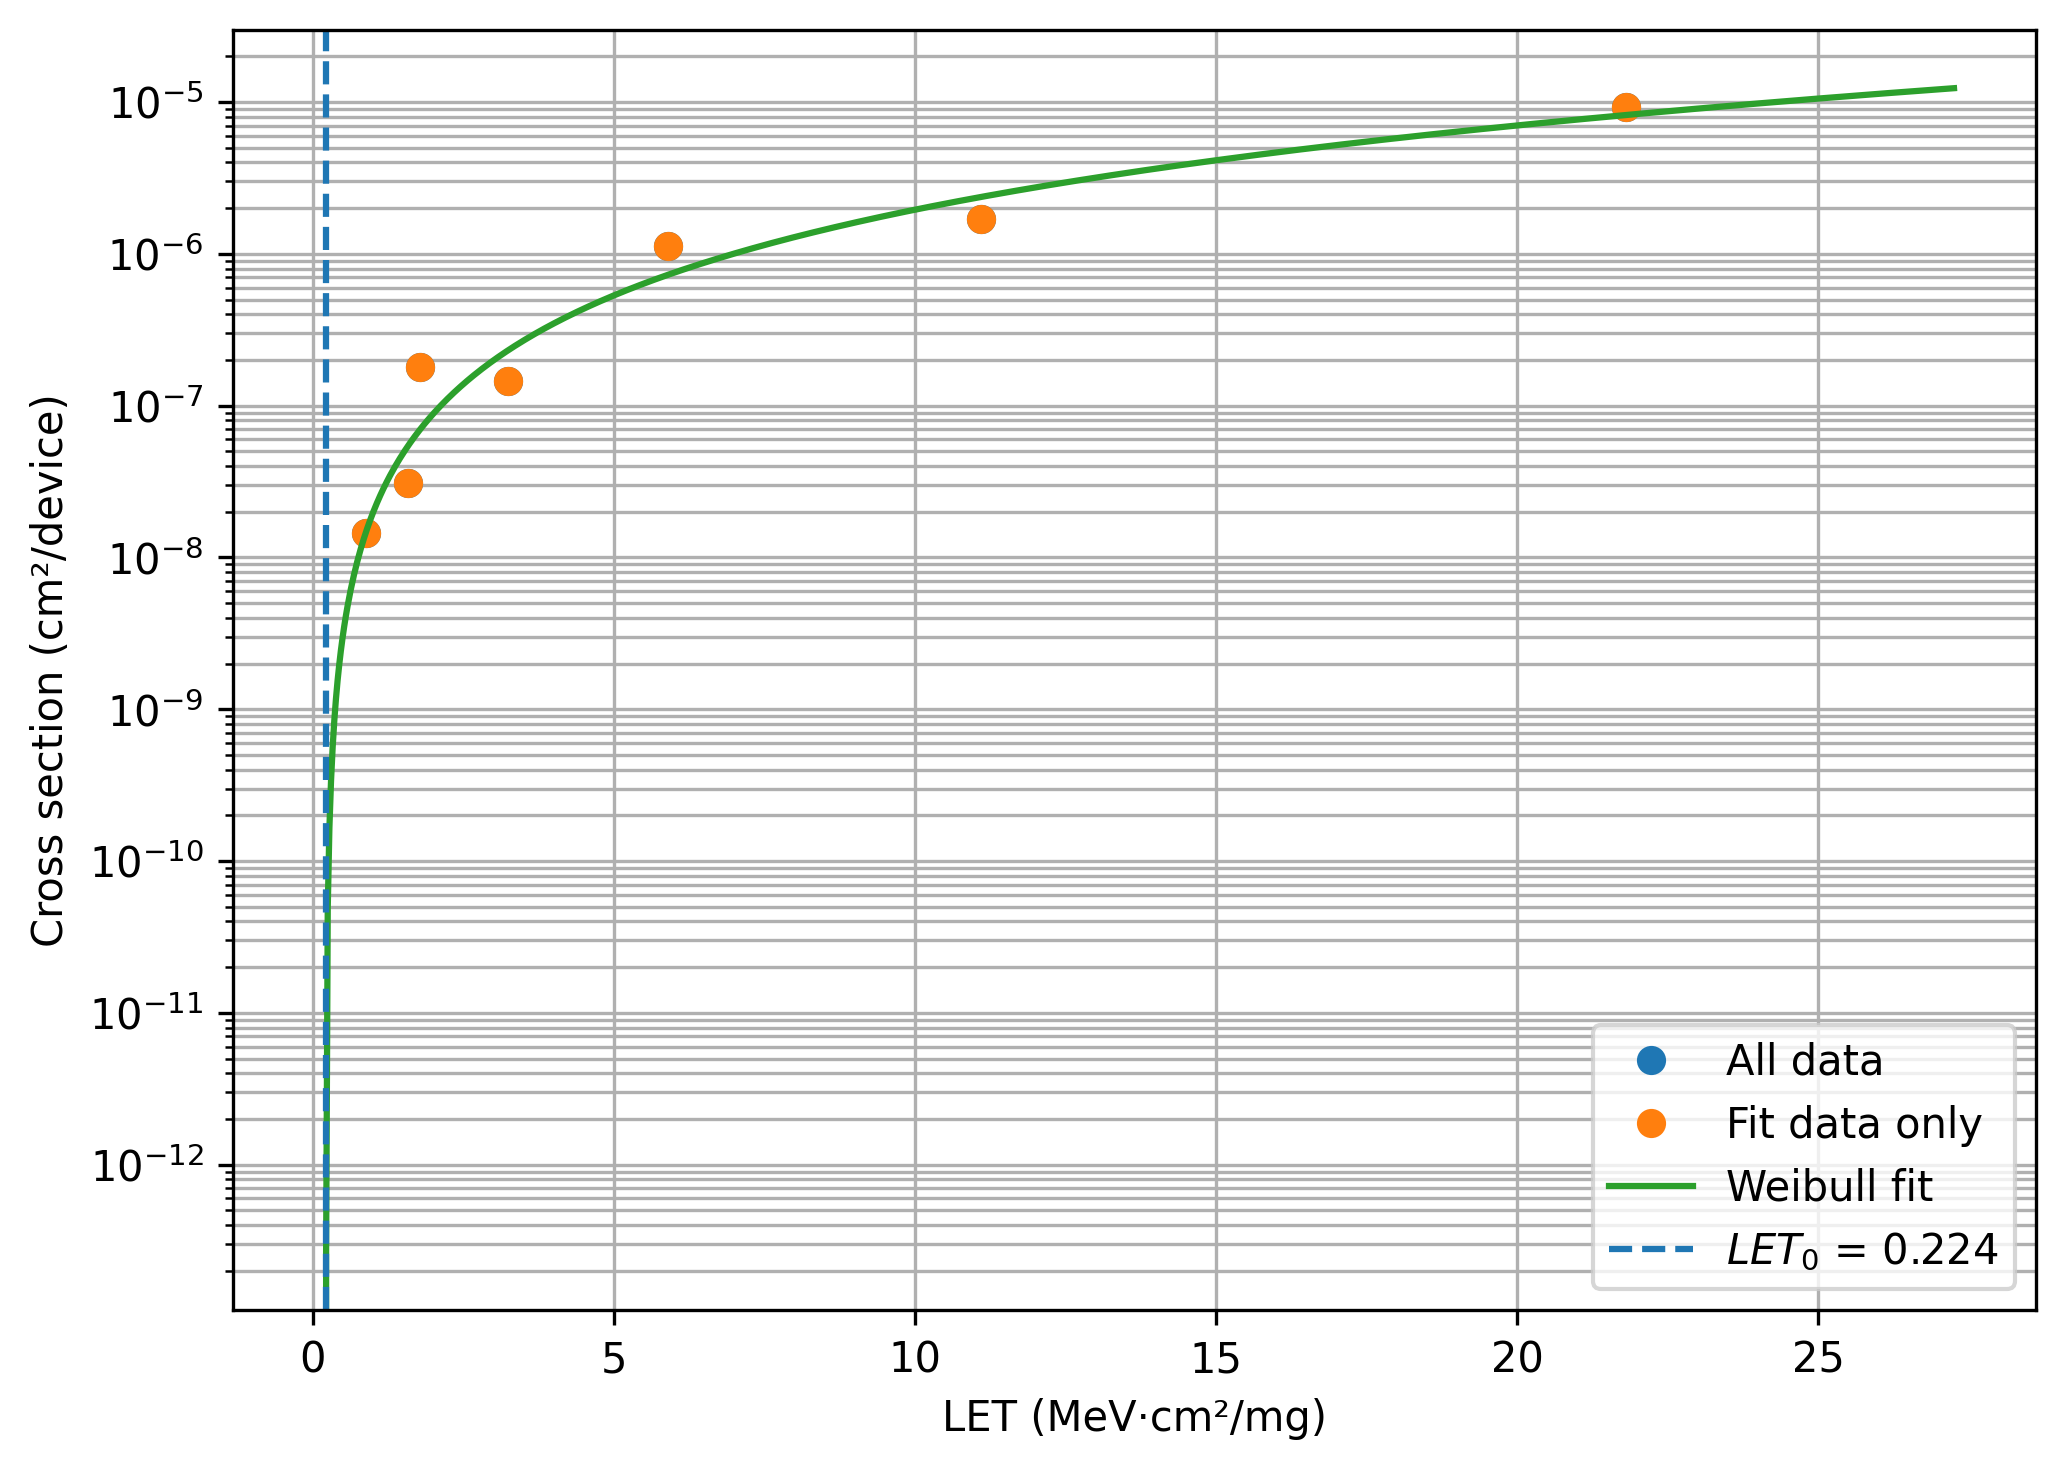 10⁻⁵
10⁻⁶
10⁻⁷
10⁻⁸
10⁻⁹
10⁻¹⁰
10⁻¹¹
10⁻¹²
Cross section (cm²/device)
All data
Fit data only
Weibull fit
LET₀ = 0.224
0 5 10 15 20 25
LET (MeV·cm²/mg)